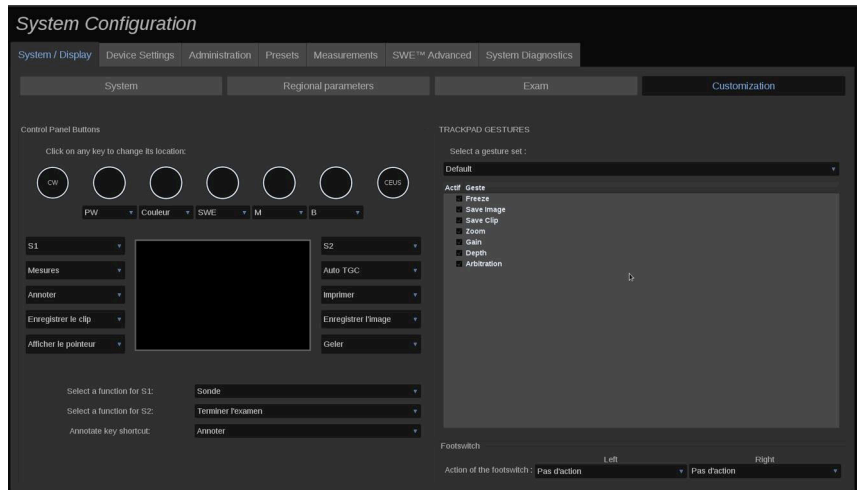 System Configuration
System / Display Device Settings Administration Presets Measurements SWE™ Advanced System Diagnostics
System Regional parameters Exam Customization
Control Panel Buttons
Click on any key to change its location:
CW CEUS
PW Couleur SWE M B
S1 S2
Mesures Auto TGC
Annoter Imprimer
Enregistrer le clip Enregistrer l'image
Afficher le pointeur Geler
Select a function for S1: Sonde
Select a function for S2: Terminer l'examen
Annotate key shortcut: Annoter
TRACKPAD GESTURES
Select a gesture set :
Default
Actif Geste
Freeze
Save Image
Save Clip
Zoom
Gain
Depth
Arbitration
Footswitch
Left Right
Action of the footswitch : Pas d'action Pas d'action